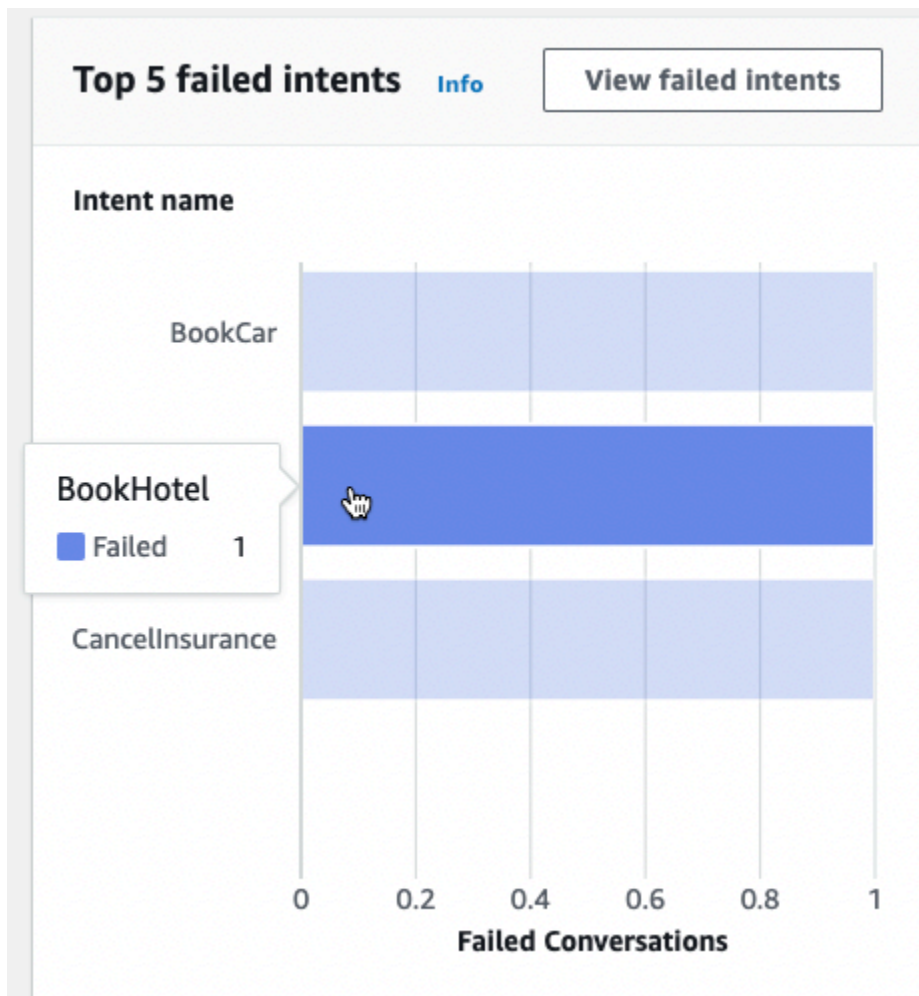 Top 5 failed intents Info View failed intents
Intent name
BookCar
BookHotel
Failed 1
CancelInsurance
0 0.2 0.4 0.6 0.8 1
Failed Conversations